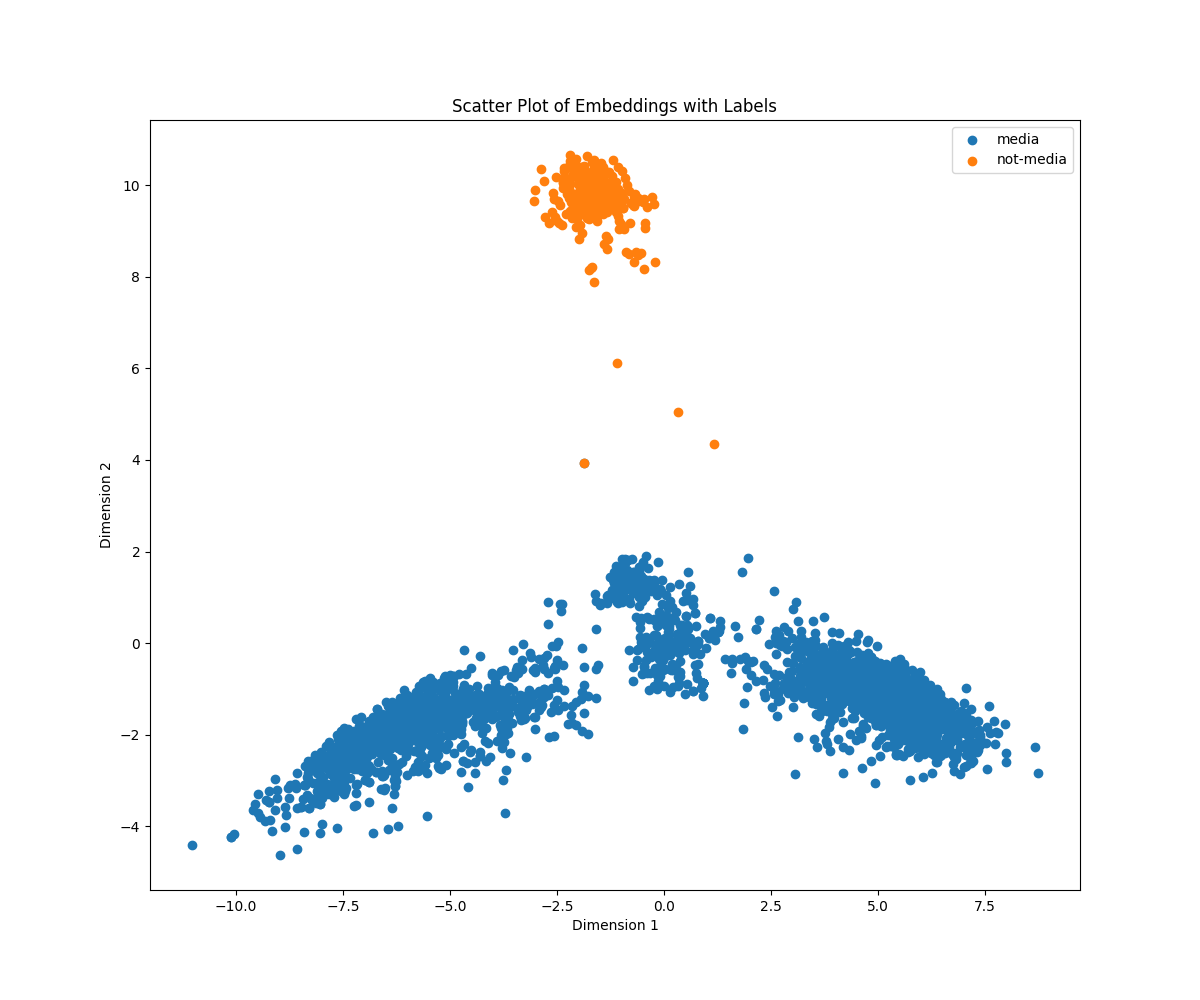 Scatter Plot of Embeddings with Labels
media
not-media
10
8
6
4
2
0
−2
−4
Dimension 2
−10.0 −7.5 −5.0 −2.5 0.0 2.5 5.0 7.5
Dimension 1